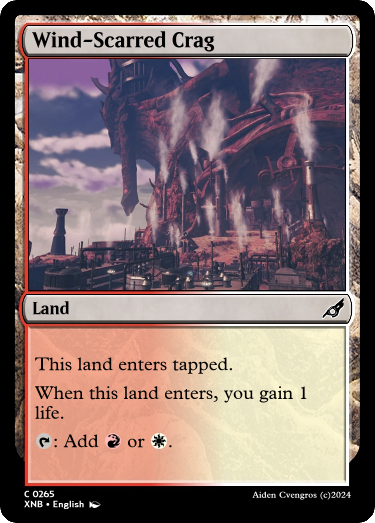 Wind-Scarred Crag
Land
This land enters tapped.
When this land enters, you gain 1
life.
: Add or .
C 0265
XNB • English
Aiden Cvengros (c)2024